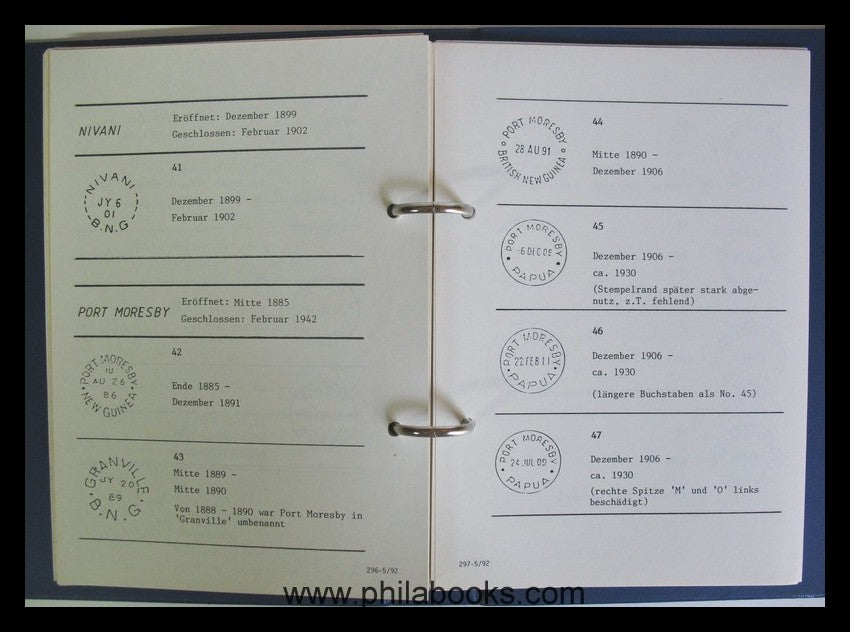 NIVANI
Eröffnet: Dezember 1899
Geschlossen: Februar 1902
41
NIVANI
JY 6
01
B.N.G
Dezember 1899 -
Februar 1902
PORT MORESBY
Eröffnet: Mitte 1885
Geschlossen: Februar 1942
42
PORT MORESBY
AU 26
86
NEW GUINEA
Ende 1885 -
Dezember 1891
43
GRANVILLE
JY 20
89
B.N.G.
Mitte 1889 -
Mitte 1890
Von 1888 - 1890 war Port Moresby in
'Granville' umbenannt
296-5/92
44
PORT MORESBY
28 AU 91
BRITISH NEW GUINEA
Mitte 1890 -
Dezember 1906
45
PORT MORESBY
PAPUA
Dezember 1906 -
ca. 1930
(Stempelrand später stark abge-
nutz, z.T. fehlend)
46
PORT MORESBY
22 FEB 11
PAPUA
Dezember 1906 -
ca. 1930
(längere Buchstaben als No. 45)
47
PORT MORESBY
24 JUL 09
PAPUA
Dezember 1906 -
ca. 1930
(rechte Spitze 'M' und 'O' links
beschädigt)
297-5/92
www.philabooks.com